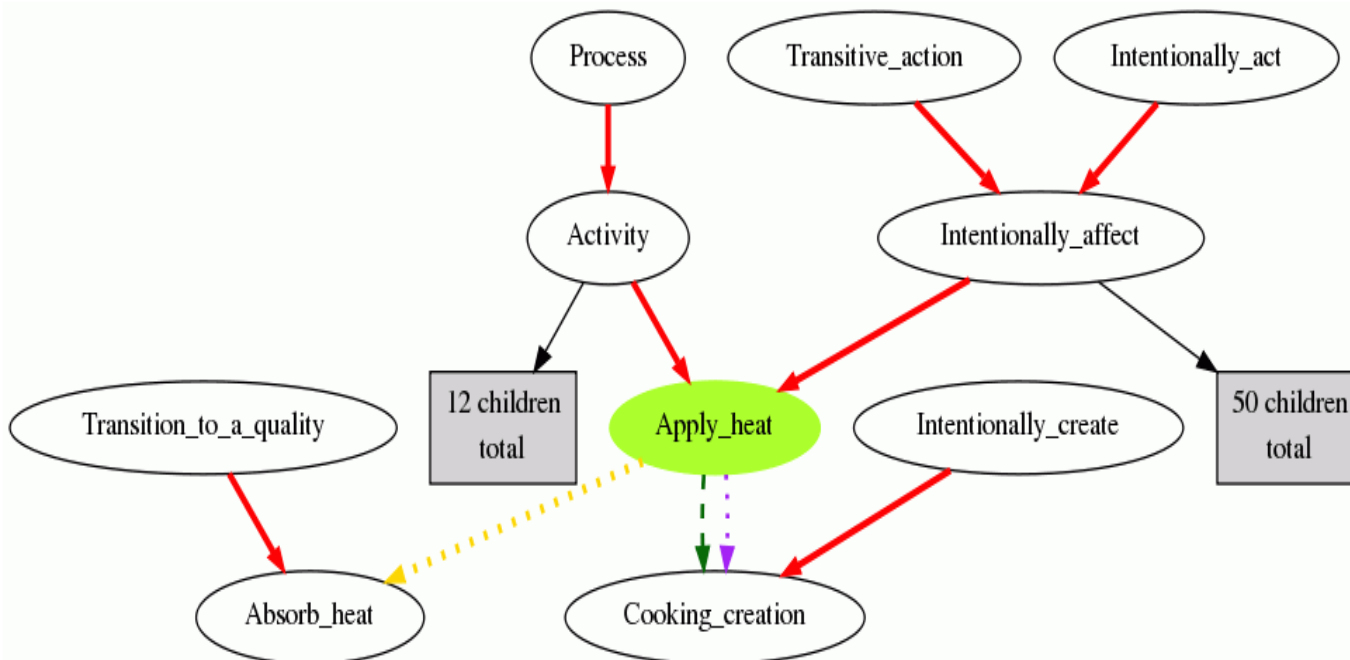 Process
Transitive_action
Intentionally_act
Activity
Intentionally_affect
Transition_to_a_quality
12 children
total
Apply_heat
Intentionally_create
50 children
total
Absorb_heat
Cooking_creation